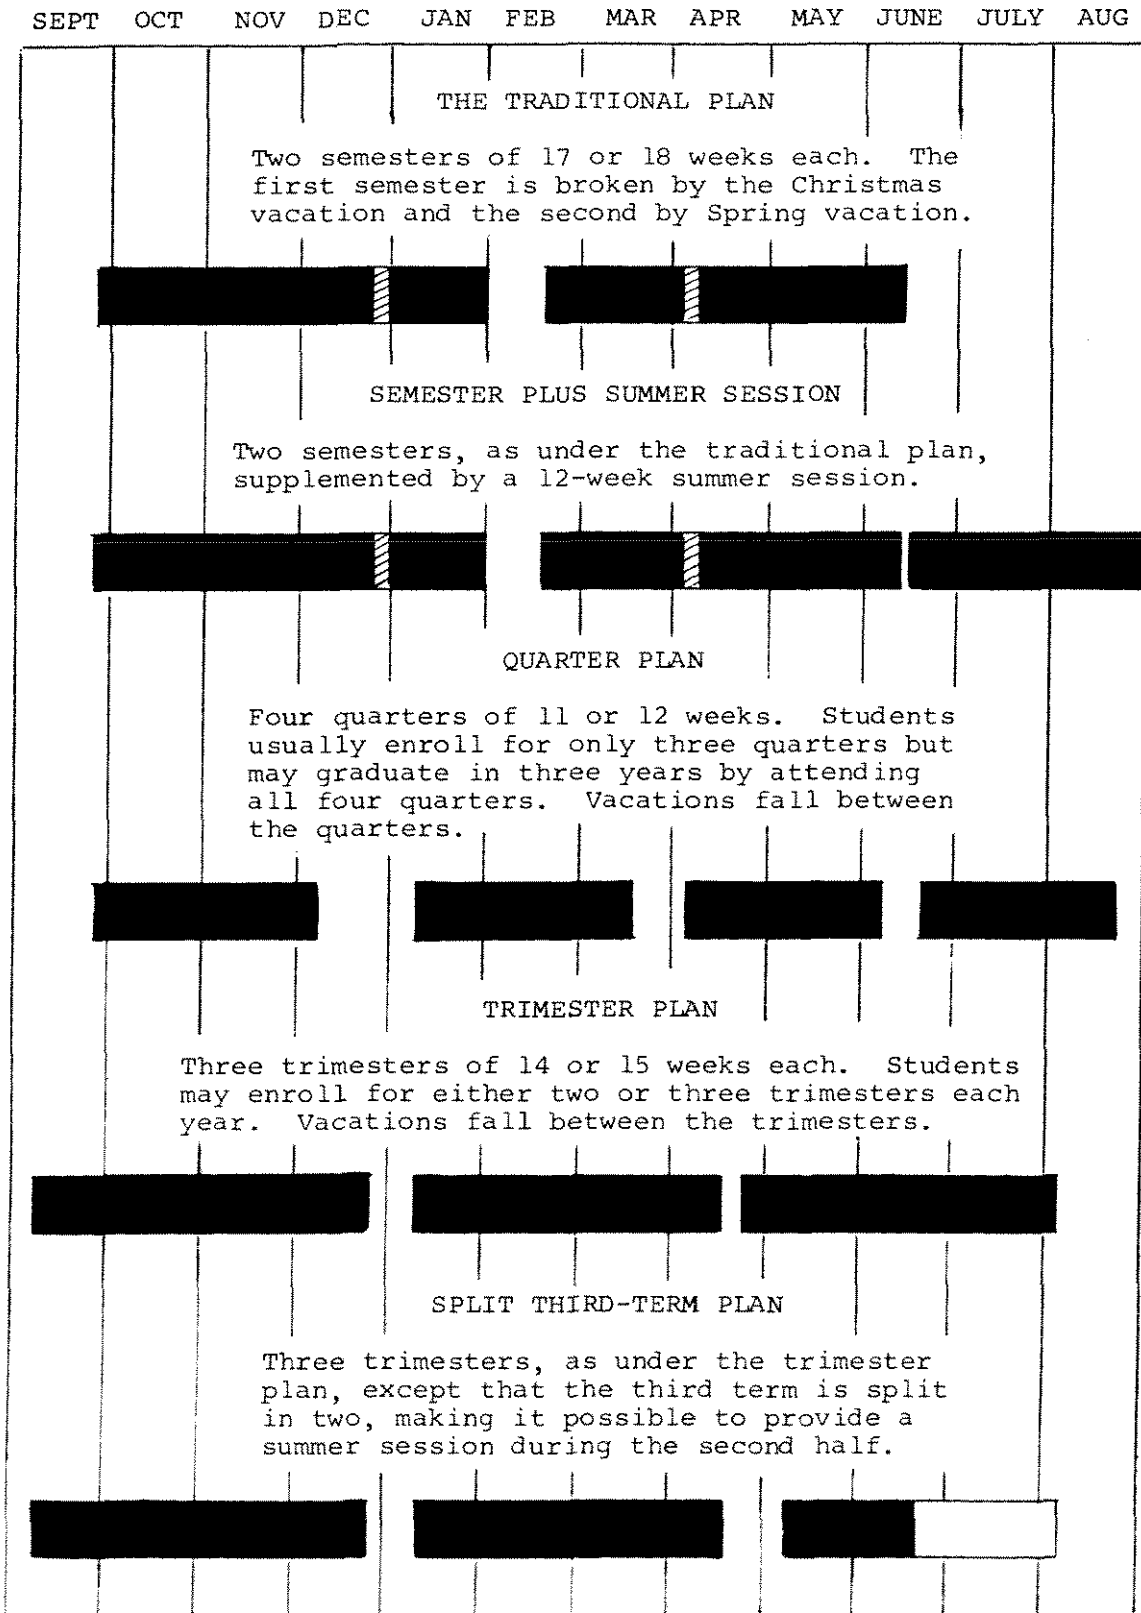 SEPT OCT NOV DEC JAN FEB MAR APR MAY JUNE JULY AUG
THE TRADITIONAL PLAN
Two semesters of 17 or 18 weeks each. The
first semester is broken by the Christmas
vacation and the second by Spring vacation.
SEMESTER PLUS SUMMER SESSION
Two semesters, as under the traditional plan,
supplemented by a 12-week summer session.
QUARTER PLAN
Four quarters of 11 or 12 weeks. Students
usually enroll for only three quarters but
may graduate in three years by attending
all four quarters. Vacations fall between
the quarters.
TRIMESTER PLAN
Three trimesters of 14 or 15 weeks each. Students
may enroll for either two or three trimesters each
year. Vacations fall between the trimesters.
SPLIT THIRD-TERM PLAN
Three trimesters, as under the trimester
plan, except that the third term is split
in two, making it possible to provide a
summer session during the second half.